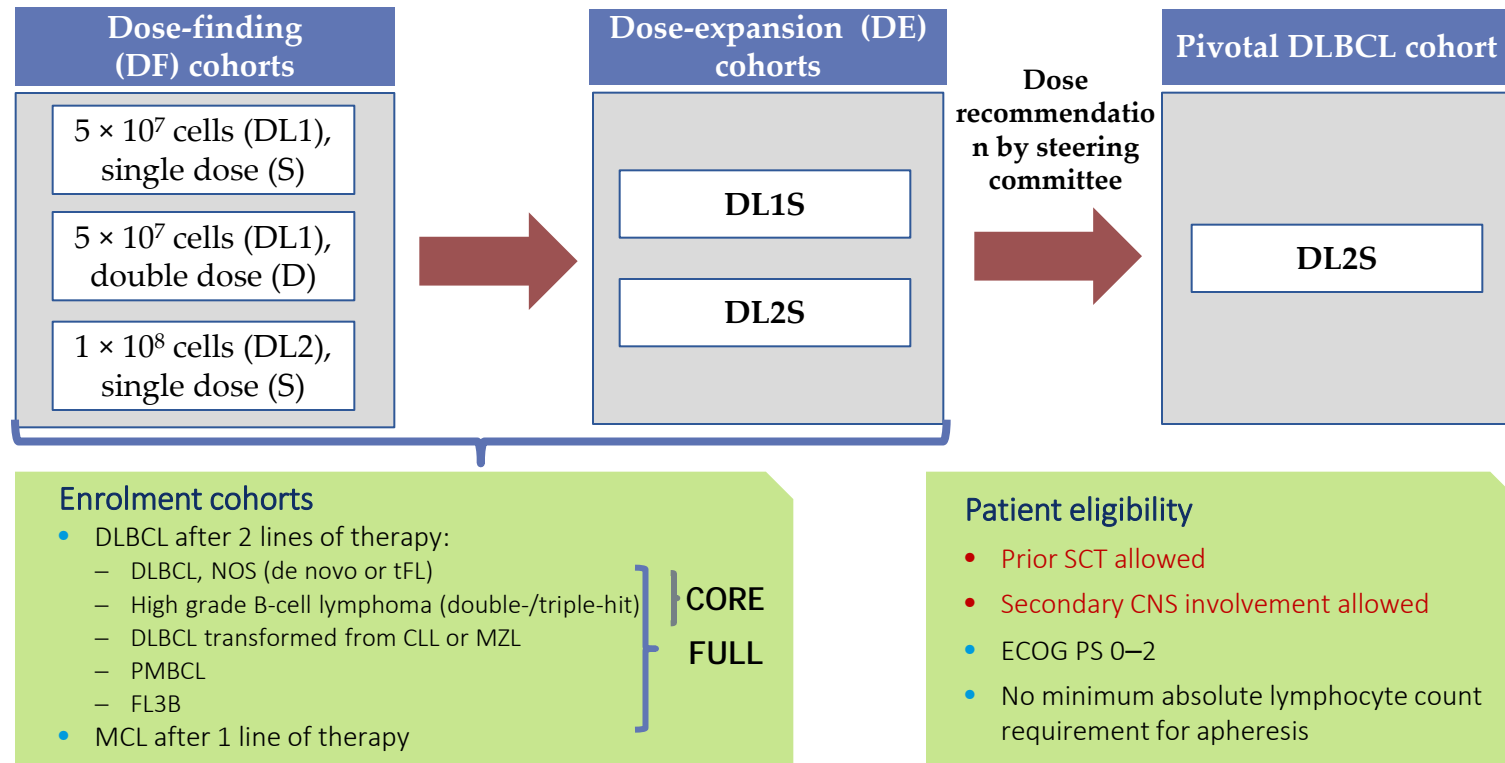 Dose-finding
(DF) cohorts
5 × 10⁷ cells (DL1),
single dose (S)
5 × 10⁷ cells (DL1),
double dose (D)
1 × 10⁸ cells (DL2),
single dose (S)
Dose-expansion (DE)
cohorts
DL1S
DL2S
Dose
recommendatio
n by steering
committee
Pivotal DLBCL cohort
DL2S
Enrolment cohorts
• DLBCL after 2 lines of therapy:
– DLBCL, NOS (de novo or tFL)
– High grade B-cell lymphoma (double-/triple-hit)
– DLBCL transformed from CLL or MZL
– PMBCL
– FL3B
• MCL after 1 line of therapy
CORE
FULL
Patient eligibility
• Prior SCT allowed
• Secondary CNS involvement allowed
• ECOG PS 0–2
• No minimum absolute lymphocyte count
requirement for apheresis